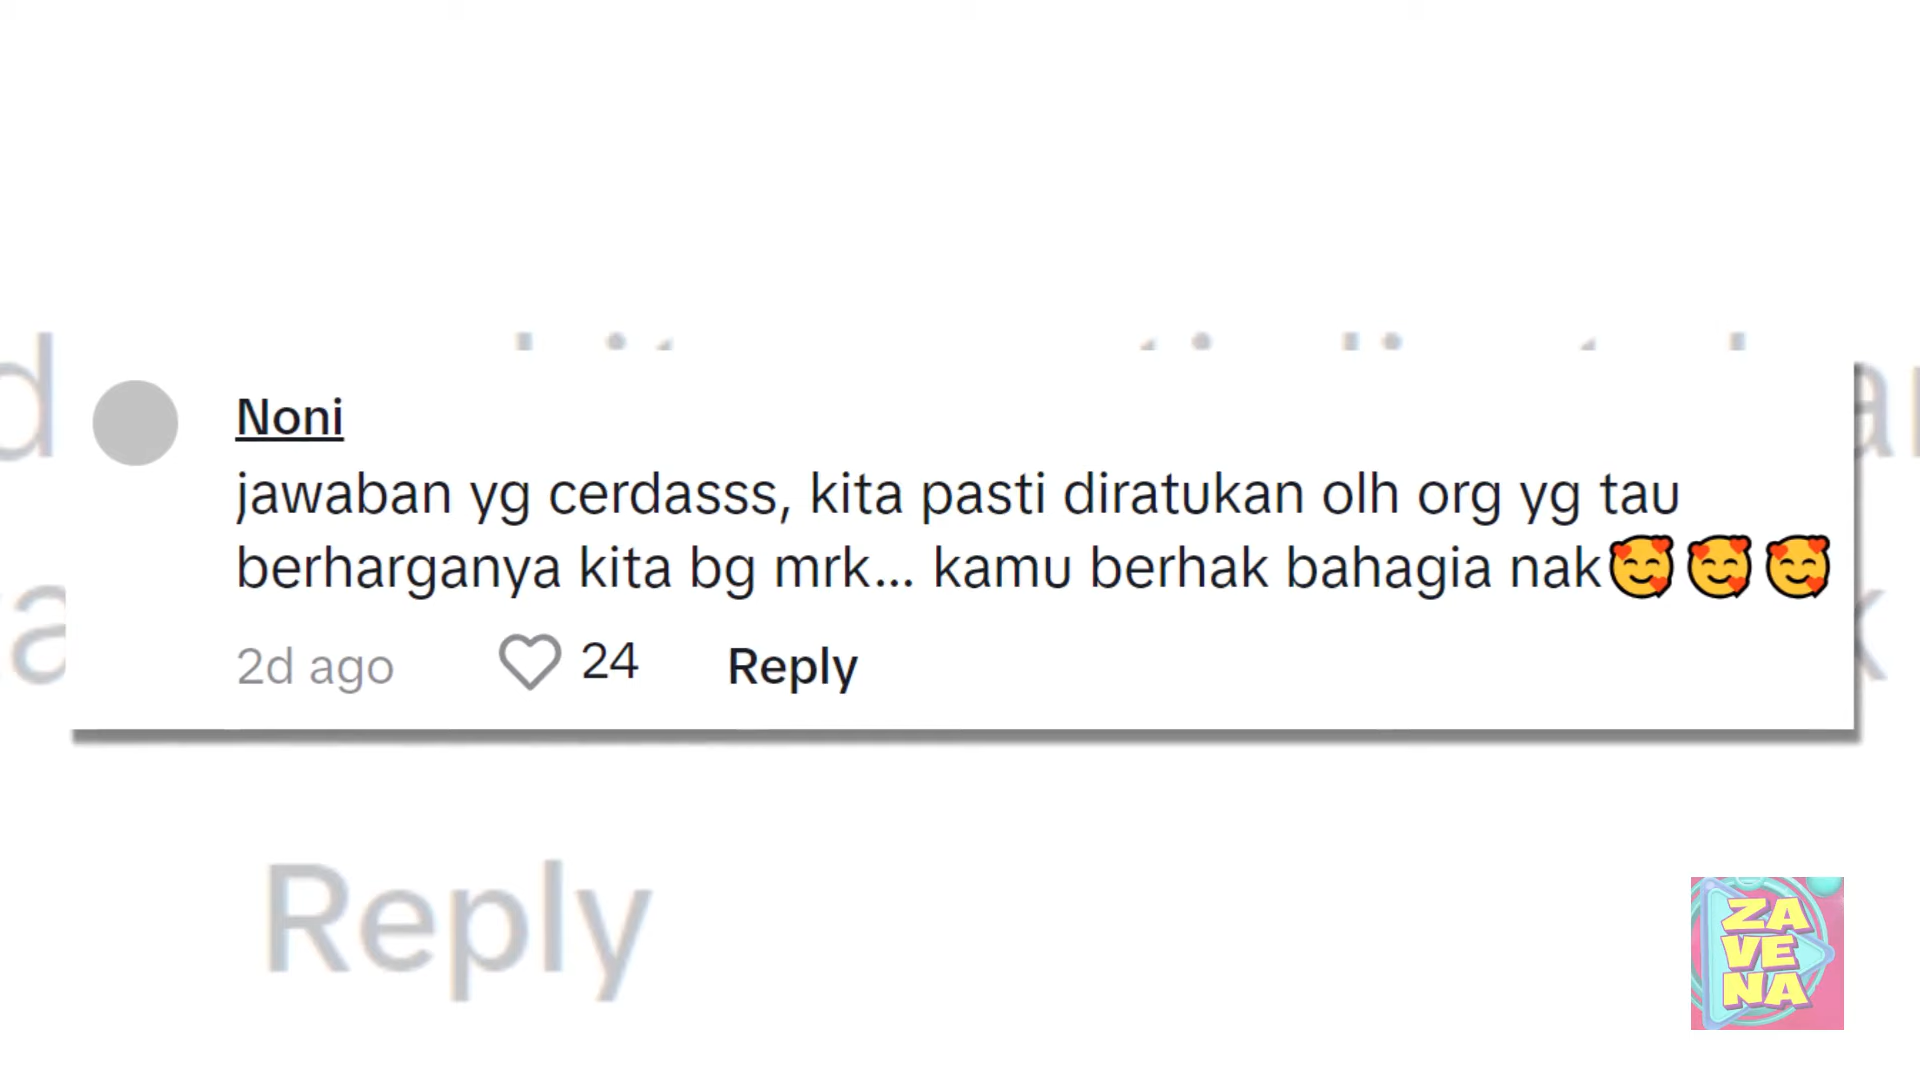 Noni
jawaban yg cerdasss, kita pasti diratukan olh org yg tau
berharganya kita bg mrk... kamu berhak bahagia nak🥰🥰🥰
2d ago 24 Reply
Reply
ZA
VE
NA